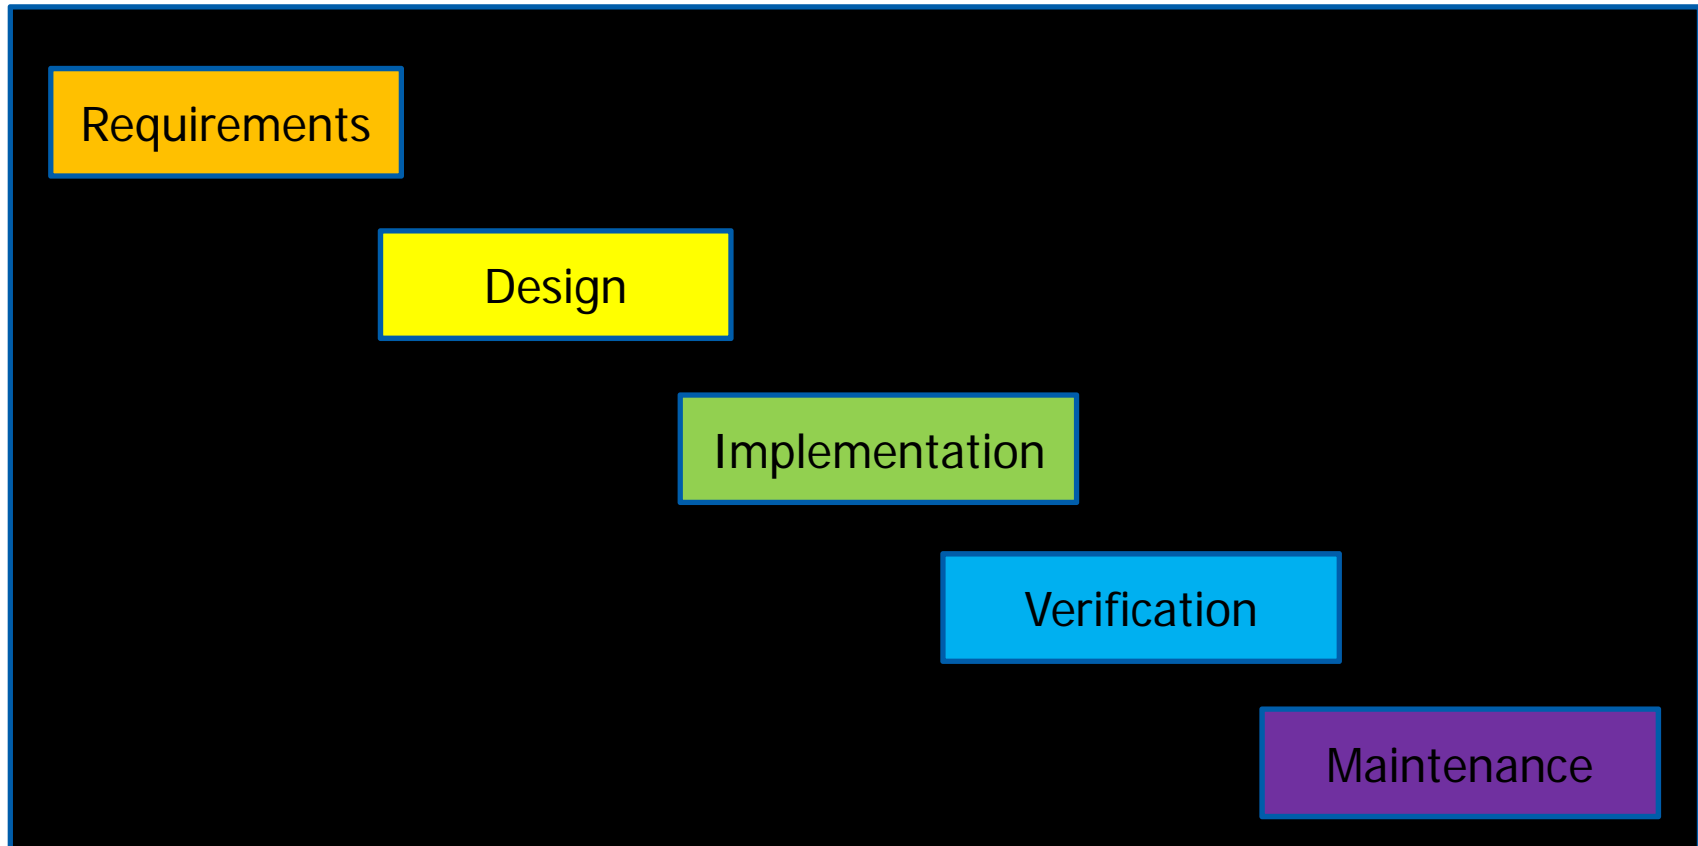 Requirements
Design
Implementation
Verification
Maintenance